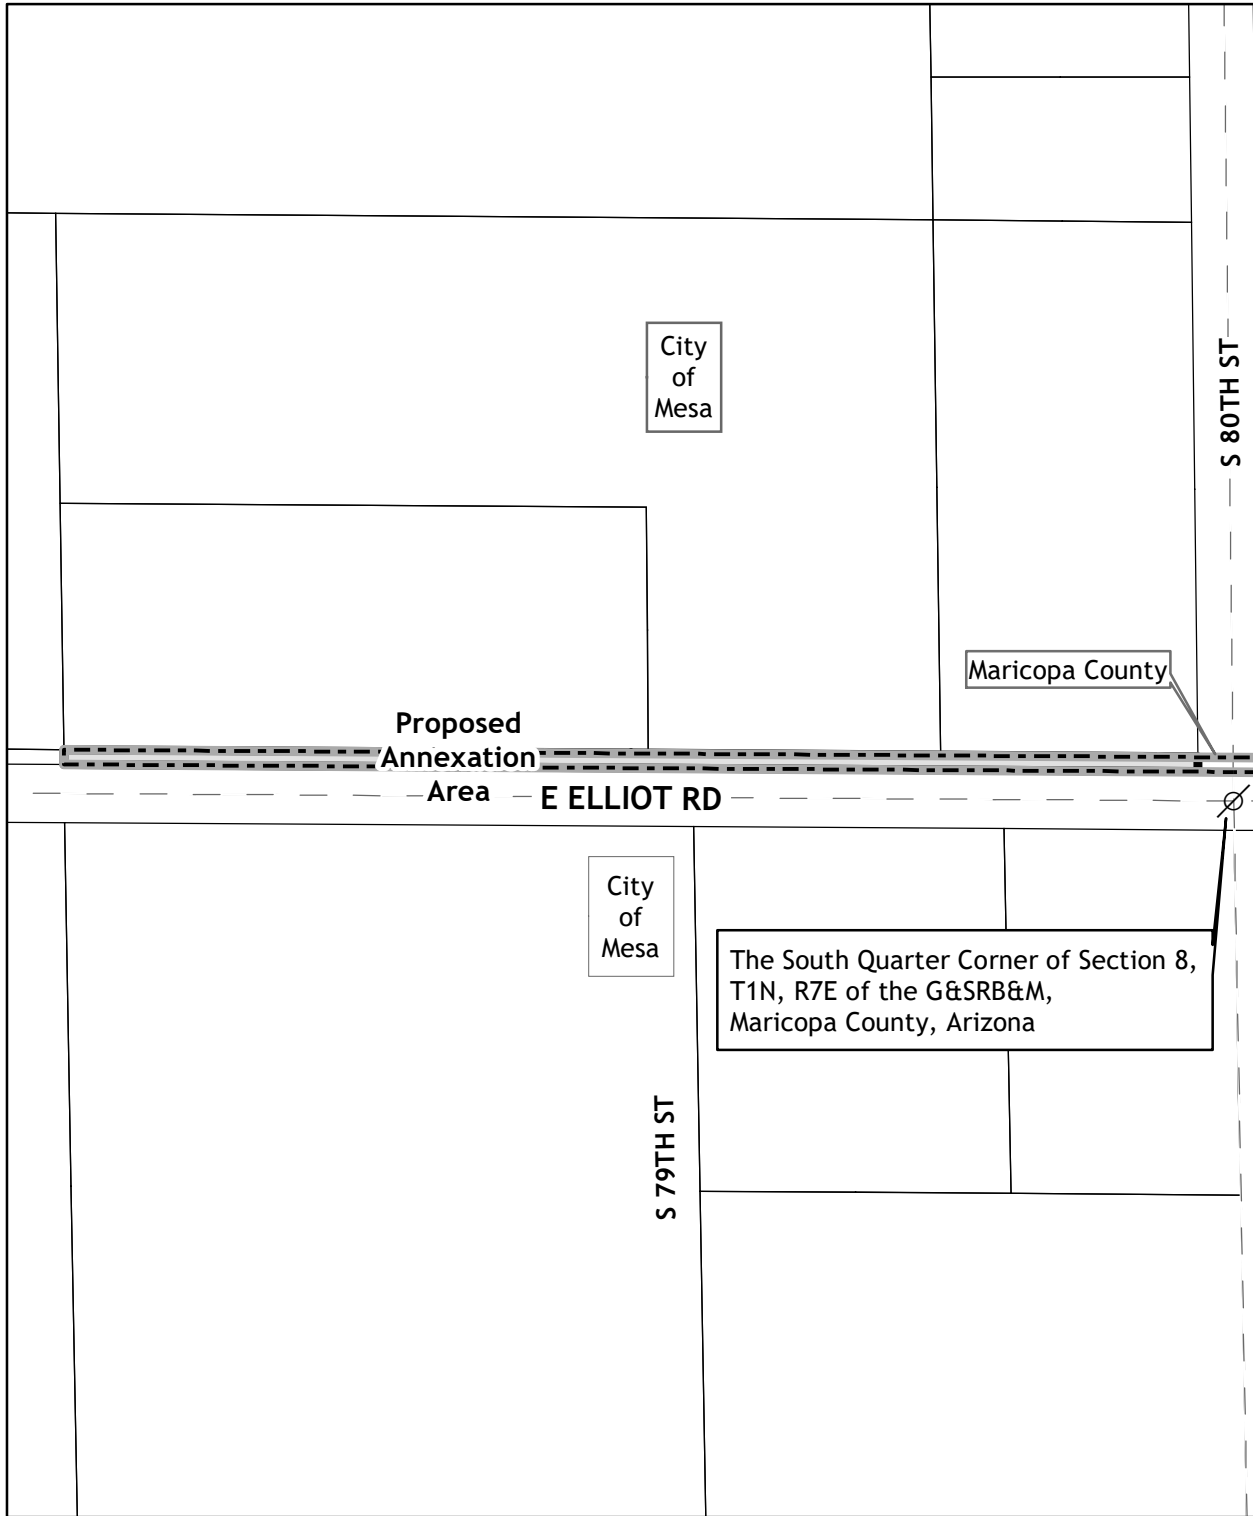 City
of
Mesa
S 80TH ST
Maricopa County
Proposed
Annexation
Area
E ELLIOT RD
City
of
Mesa
The South Quarter Corner of Section 8,
T1N, R7E of the G&SRB&M,
Maricopa County, Arizona
S 79TH ST